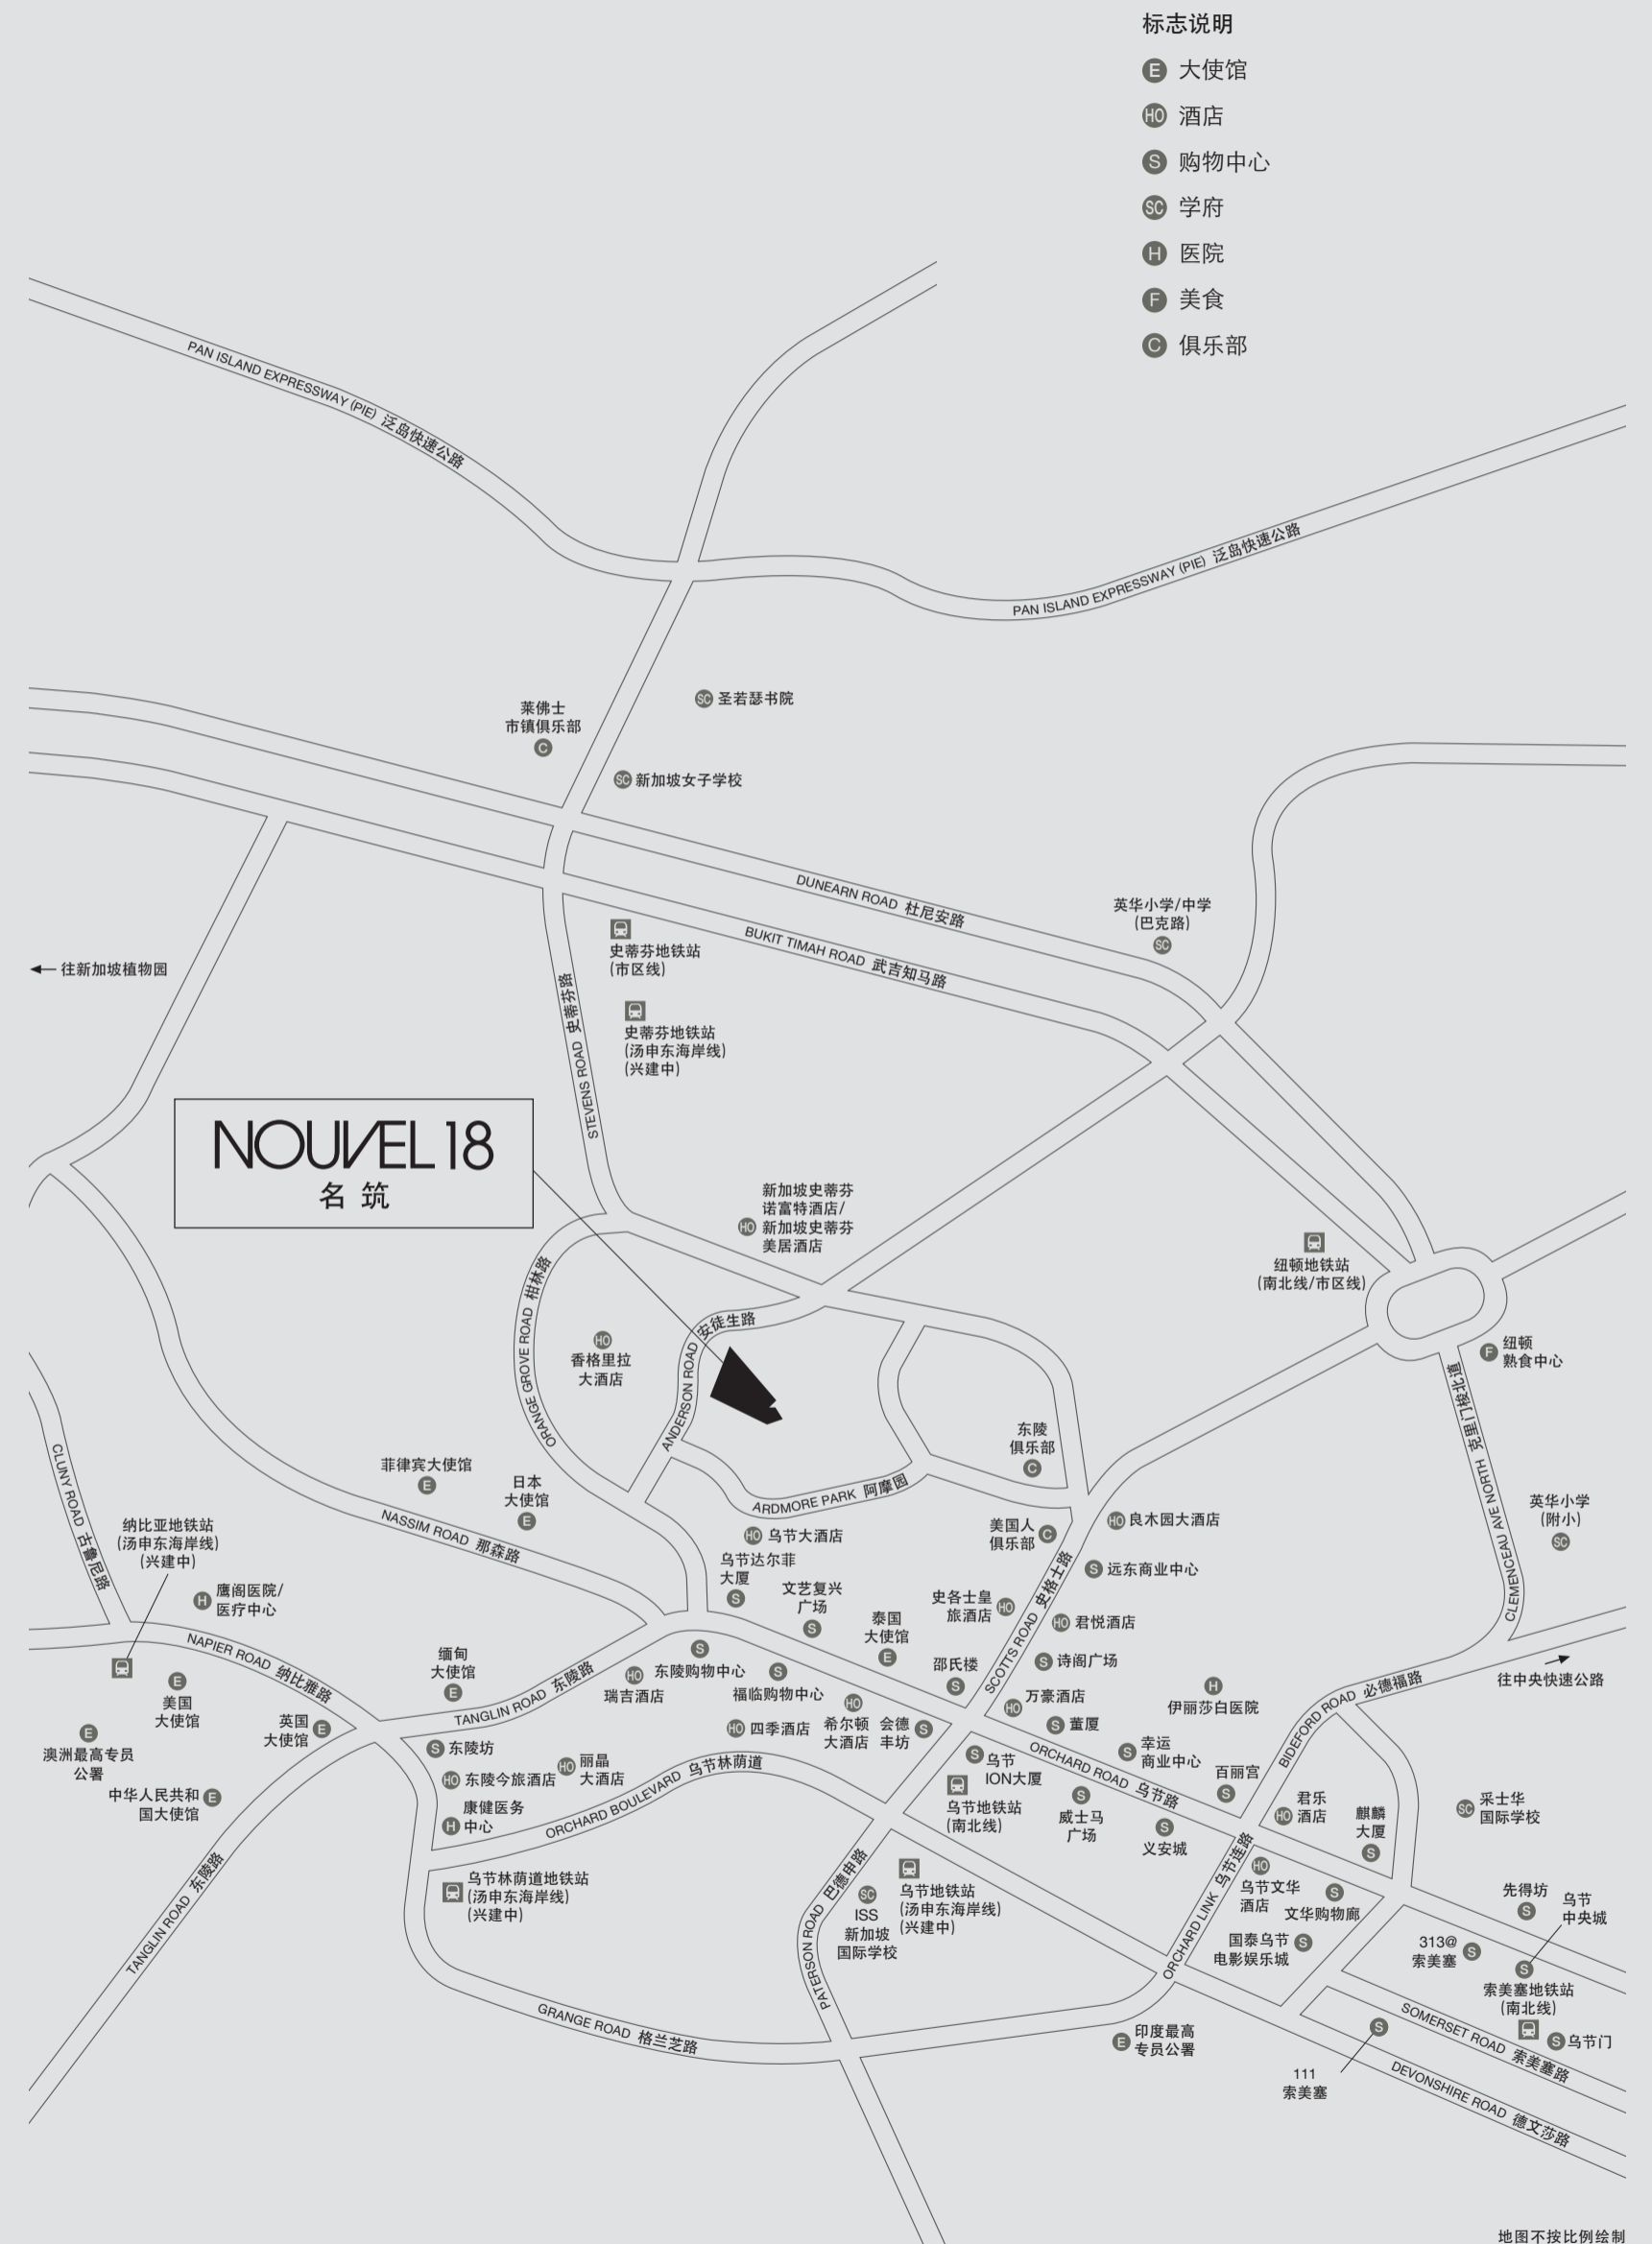 标志说明
E 大使馆
HO 酒店
S 购物中心
SC 学府
H 医院
F 美食
C 俱乐部
PAN ISLAND EXPRESSWAY (PIE) 泛岛快速公路
PAN ISLAND EXPRESSWAY (PIE) 泛岛快速公路
SC 圣若瑟书院
莱佛士
市镇俱乐部
C
SC 新加坡女子学校
DUNEARN ROAD 杜尼安路
BUKIT TIMAH ROAD 武吉知马路
英华小学/中学
(巴克路)
SC
往新加坡植物园
史蒂芬地铁站
(市区线)
史蒂芬地铁站
(汤申东海岸线)
(兴建中)
STEVENS ROAD 史蒂芬路
NOUVEL 18
名筑
新加坡史蒂芬
诺富特酒店/
HO 新加坡史蒂芬
美居酒店
纽顿地铁站
(南北线/市区线)
ORANGE GROVE ROAD 柑林路
HO
香格里拉
大酒店
ANDERSON ROAD 安徒生路
F 纽顿
熟食中心
CLEMENCEAU AVE NORTH 克里门梭北道
东陵
俱乐部
C
ARDMORE PARK 阿摩园
CLUNY ROAD 古鲁尼路
菲律宾大使馆
E
日本
大使馆
E
NASSIM ROAD 那森路
纳比亚地铁站
(汤申东海岸线)
(兴建中)
H 鹰阁医院/
医疗中心
HO 乌节大酒店
美国人
俱乐部 C
HO 良木园大酒店
英华小学
(附小)
SC
乌节达尔菲
大厦
S
文艺复兴
广场
S
S 远东商业中心
史各士皇
旅酒店 HO
HO 君悦酒店
SCOTTS ROAD 史格士路
泰国
大使馆
E
NAPIER ROAD 纳比雅路
E
美国
大使馆
缅甸
大使馆
E
TANGLIN ROAD 东陵路
HO
瑞吉酒店
S
东陵购物中心
S
福临购物中心
邵氏楼
S
S 诗阁广场
H
伊丽莎白医院
往中央快速公路
BIDEFORD ROAD 必德福路
E
澳洲最高专员
公署
英国
大使馆 E
HO 四季酒店
HO
希尔顿
大酒店
会德
丰坊 S
HO 万豪酒店
S 董厦
S 东陵坊
HO 东陵今旅酒店
HO 丽晶
大酒店
H 康健医务
中心
中华人民共和
国大使馆 E
ORCHARD BOULEVARD 乌节林荫道
S 乌节
ION大厦
乌节地铁站
(南北线)
ORCHARD ROAD 乌节路
S 幸运
商业中心
百丽宫
S
S
威士马
广场
S
义安城
HO 君乐
酒店
麒麟
大厦
S
SC 采士华
国际学校
TANGLIN ROAD 东陵路
乌节林荫道地铁站
(汤申东海岸线)
(兴建中)
PATERSON ROAD 巴德申路
SC
ISS
新加坡
国际学校
乌节地铁站
(汤申东海岸线)
(兴建中)
ORCHARD LINK 乌节连路
HO
乌节文华
酒店
S
文华购物廊
国泰乌节
电影娱乐城 S
先得坊
S
乌节
中央城
S
313@
索美塞 S
索美塞地铁站
(南北线)
S 乌节门
GRANGE ROAD 格兰芝路
E 印度最高
专员公署
S
111
索美塞
SOMERSET ROAD 索美塞路
DEVONSHIRE ROAD 德文莎路
地图不按比例绘制